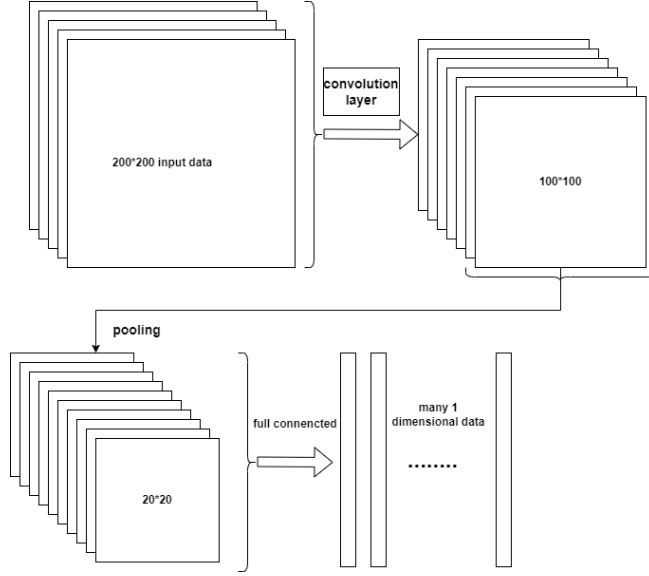 convolution
layer
200*200 input data
100*100
pooling
full connencted
many 1
dimensional data
........
20*20